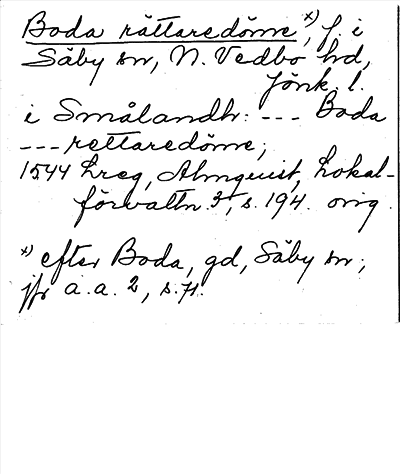 Boda rättaredöme x), f. i
Säby sn, N. Vedbo hd,
Jönk. l.
i Smålandh: --- Boda
--- rettaredöme;
1544 Lreg, Almquist, Lokal-
förvaltn. 3, s. 194. orig.
x) efter Boda, gd, Säby sn;
jfr a.a. 2, s. 71.